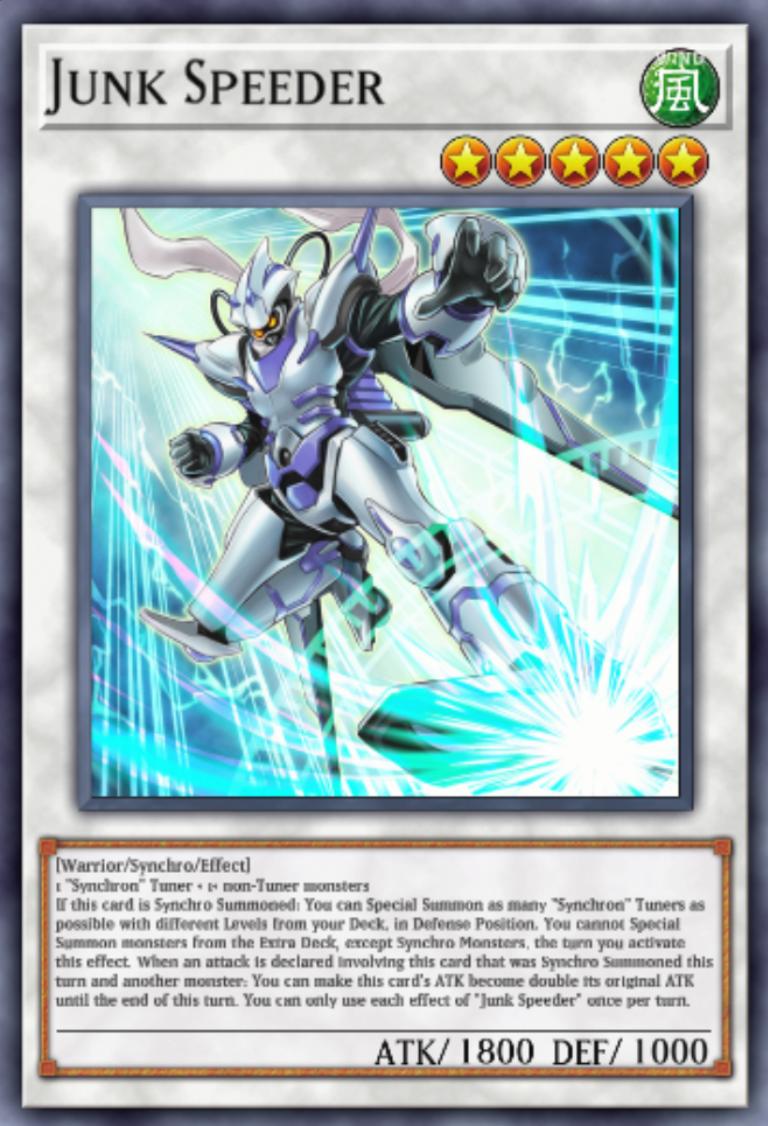 JUNK SPEEDER
WIND
風
[Warrior/Synchro/Effect]
1 "Synchron" Tuner + 1+ non-Tuner monsters
If this card is Synchro Summoned: You can Special Summon as many "Synchron" Tuners as
possible with different Levels from your Deck, in Defense Position. You cannot Special
Summon monsters from the Extra Deck, except Synchro Monsters, the turn you activate
this effect. When an attack is declared involving this card that was Synchro Summoned this
turn and another monster: You can make this card's ATK become double its original ATK
until the end of this turn. You can only use each effect of "Junk Speeder" once per turn.
ATK/ 1800 DEF/ 1000